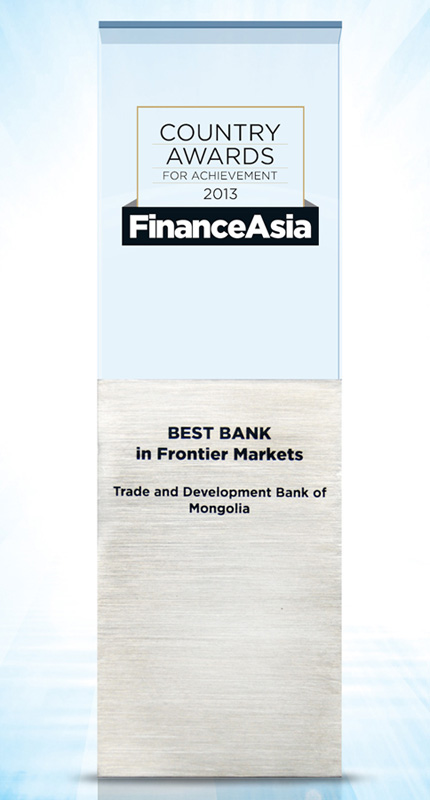 COUNTRY
AWARDS
FOR ACHIEVEMENT
2013
FinanceAsia
BEST BANK
in Frontier Markets
Trade and Development Bank of
Mongolia